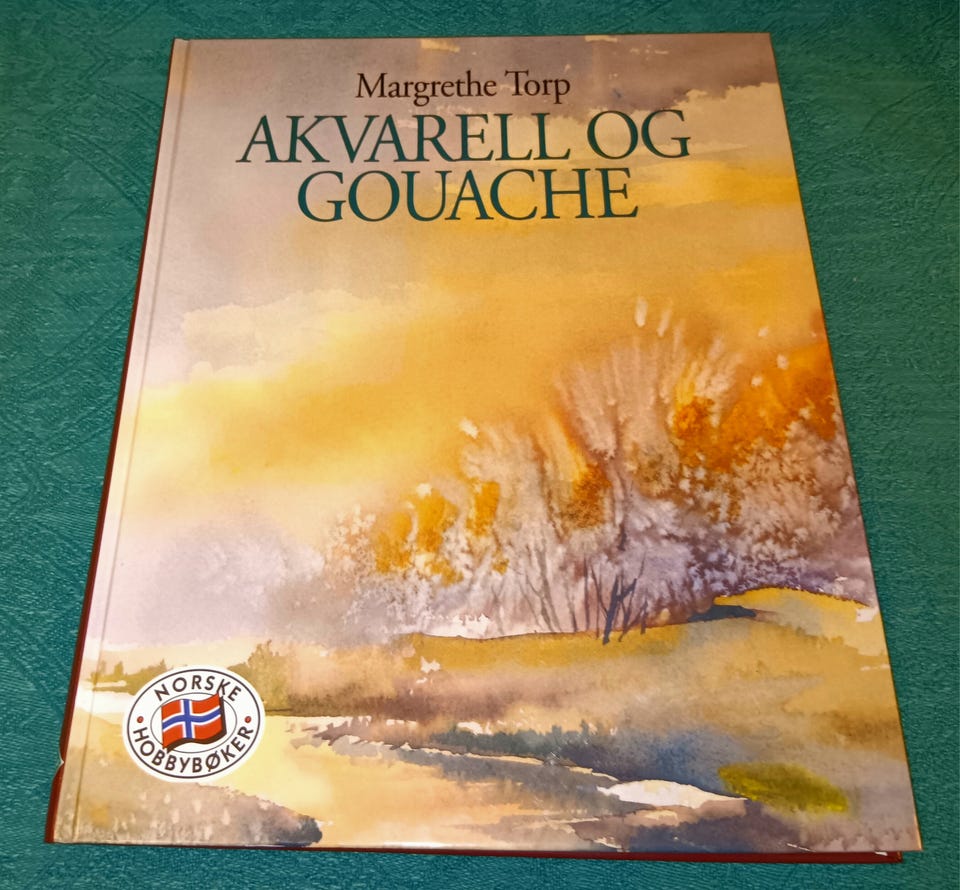 Margrethe Torp
AKVARELL OG
GOUACHE
NORSKE
HOBBYBØKER